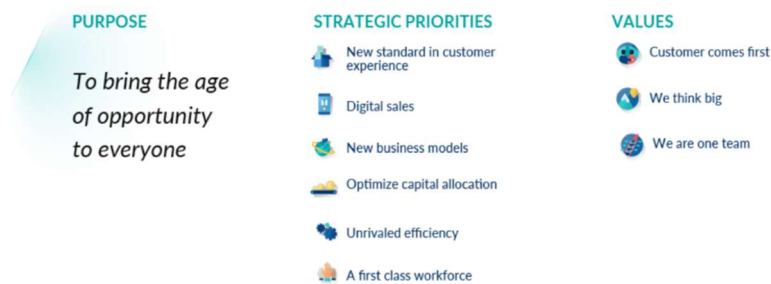 PURPOSE
To bring the age
of opportunity
to everyone
STRATEGIC PRIORITIES
New standard in customer
experience
Digital sales
New business models
Optimize capital allocation
Unrivaled efficiency
A first class workforce
VALUES
Customer comes first
We think big
We are one team